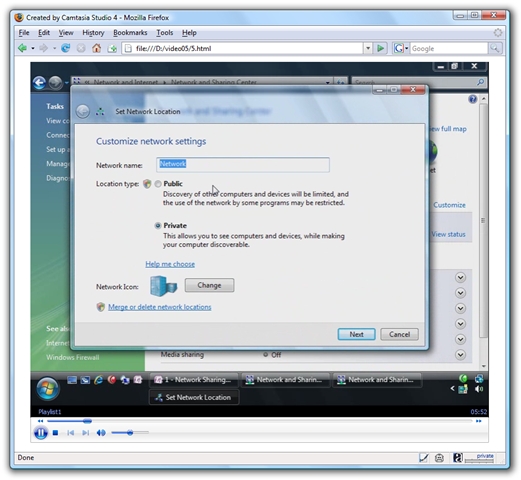 Created by Camtasia Studio 4 - Mozilla Firefox
File Edit View History Bookmarks Tools Help
file:///D:/video05/5.html
Google
Network and Internet Network and Sharing Center
Search
Tasks
View co
Connec
Set up a
Manage
Diagno
View full map
Set Network Location
Customize network settings
Network name: Network
Location type: Public
Discovery of other computers and devices will be limited, and
the use of the network by some programs may be restricted.
Customize
View status
Private
This allows you to see computers and devices, while making
your computer discoverable.
Help me choose
Network Icon: Change
Merge or delete network locations
Next Cancel
See als
Internet
Windows Firewall
Media sharing Off
1 - Network Sharing... Network and Sharin... Network and Sharin...
Set Network Location
Playlist1 05:52
Done private